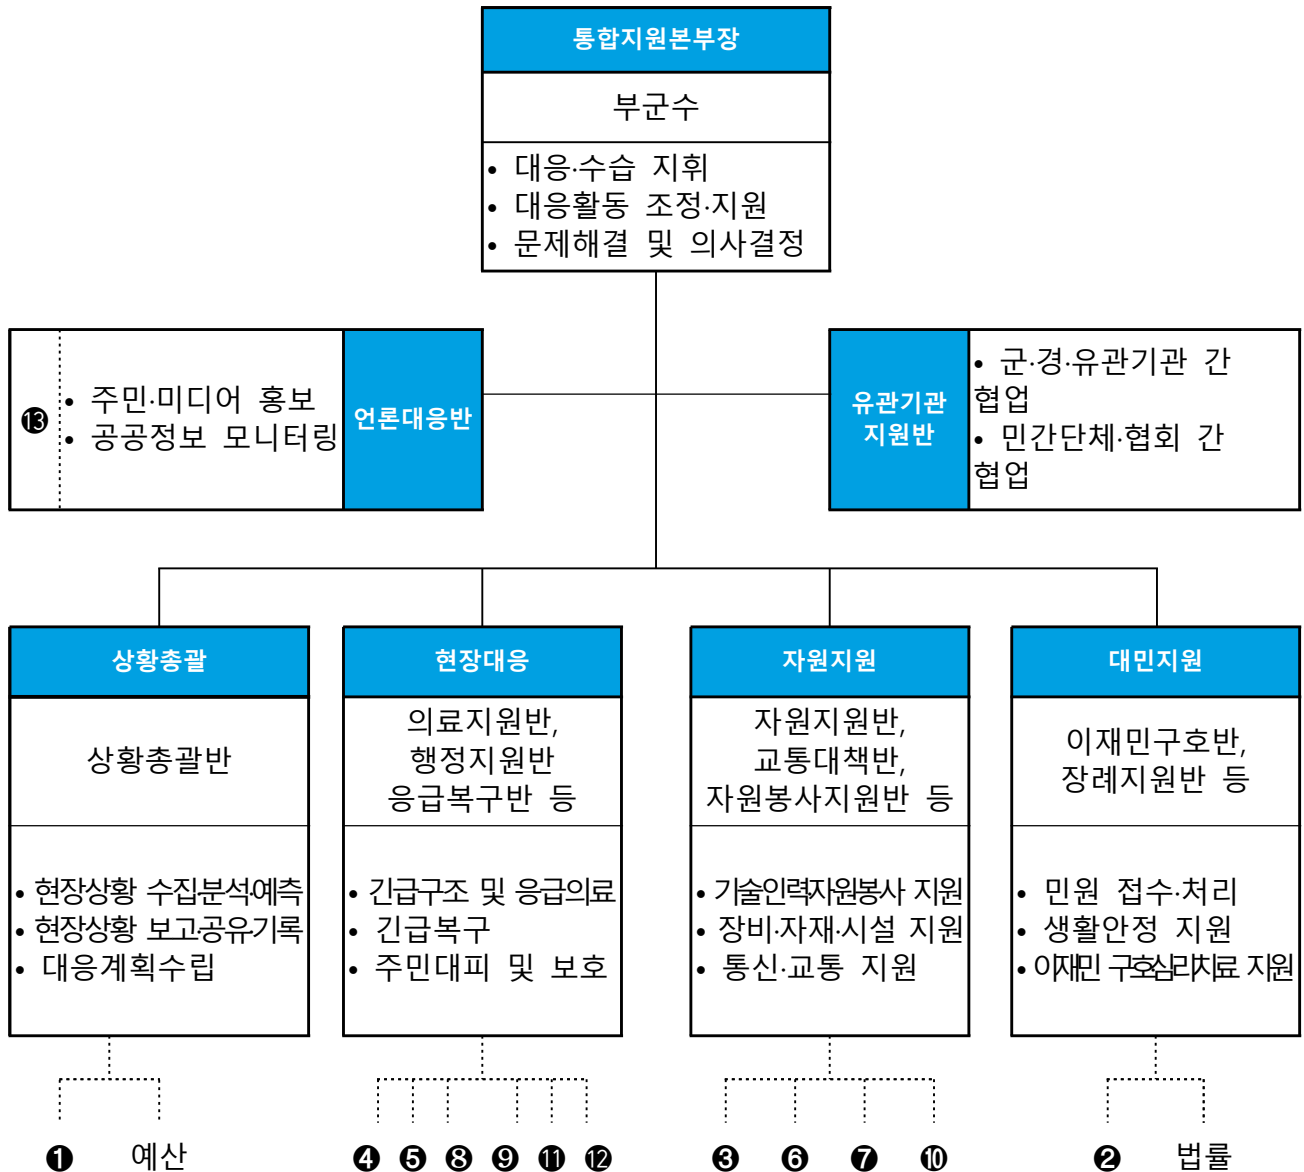 통합지원본부장
부군수
• 대응·수습 지휘
• 대응활동 조정·지원
• 문제해결 및 의사결정
⓭
• 주민·미디어 홍보
• 공공정보 모니터링
언론대응반
유관기관
지원반
• 군·경·유관기관 간
협업
• 민간단체·협회 간
협업
상황총괄
상황총괄반
• 현장상황 수집·분석·예측
• 현장상황 보고·공유·기록
• 대응계획수립
❶ 예산
현장대응
의료지원반,
행정지원반
응급복구반 등
• 긴급구조 및 응급의료
• 긴급복구
• 주민대피 및 보호
❹ ❺ ❽ ❾ ⓫ ⓬
자원지원
자원지원반,
교통대책반,
자원봉사지원반 등
• 기술인력·자원봉사 지원
• 장비·자재·시설 지원
• 통신·교통 지원
❸ ❻ ❼ ❿
대민지원
이재민구호반,
장례지원반 등
• 민원 접수·처리
• 생활안정 지원
• 이재민 구호·심리치료 지원
❷ 법률